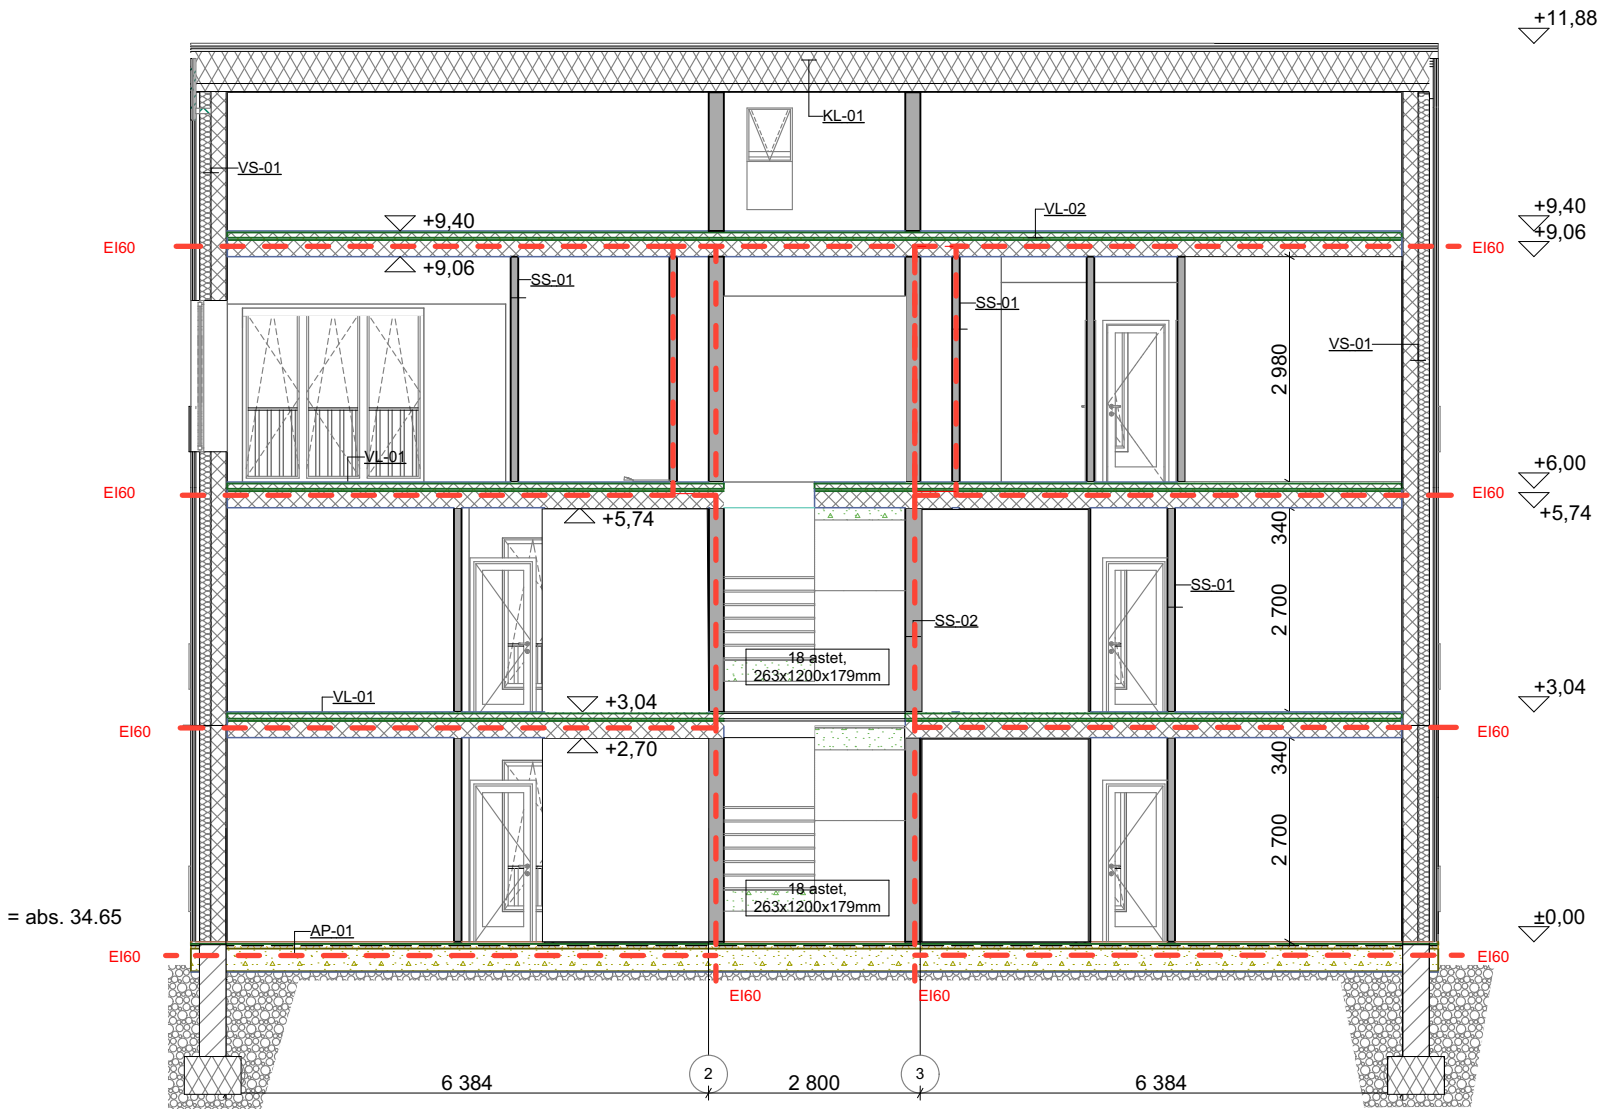 +11,88
KL-01
VS-01
VL-02
+9,40
+9,40
+9,06
EI60
EI60
+9,06
SS-01
SS-01
VS-01
2 980
VL-01
+6,00
EI60
EI60
+5,74
+5,74
340
SS-01
2 700
SS-02
18 astet,
263x1200x179mm
VL-01
+3,04
+3,04
EI60
EI60
+2,70
340
2 700
18 astet,
263x1200x179mm
= abs. 34.65
±0,00
AP-01
EI60
EI60
EI60
EI60
2
3
6 384
2 800
6 384